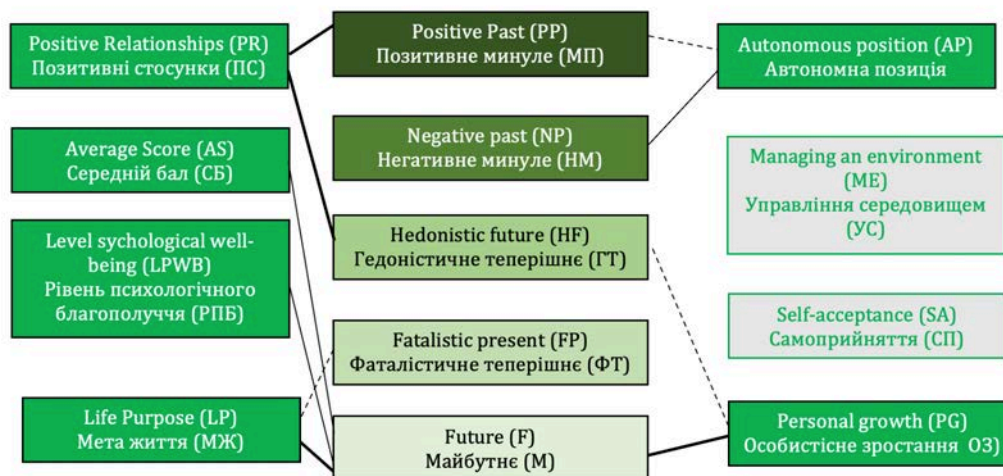 Positive Relationships (PR)
Позитивні стосунки (ПС)
Average Score (AS)
Середній бал (СБ)
Level sychological well-
being (LPWB)
Рівень психологічного
благополуччя (РПБ)
Life Purpose (LP)
Мета життя (МЖ)
Positive Past (PP)
Позитивне минуле (МП)
Negative past (NP)
Негативне минуле (НМ)
Hedonistic future (HF)
Гедоністичне теперішнє (ГТ)
Fatalistic present (FP)
Фаталістичне теперішнє (ФТ)
Future (F)
Майбутнє (М)
Autonomous position (AP)
Автономна позиція
Managing an environment
(ME)
Управління середовищем
(УС)
Self-acceptance (SA)
Самоприйняття (СП)
Personal growth (PG)
Особистісне зростання ОЗ)